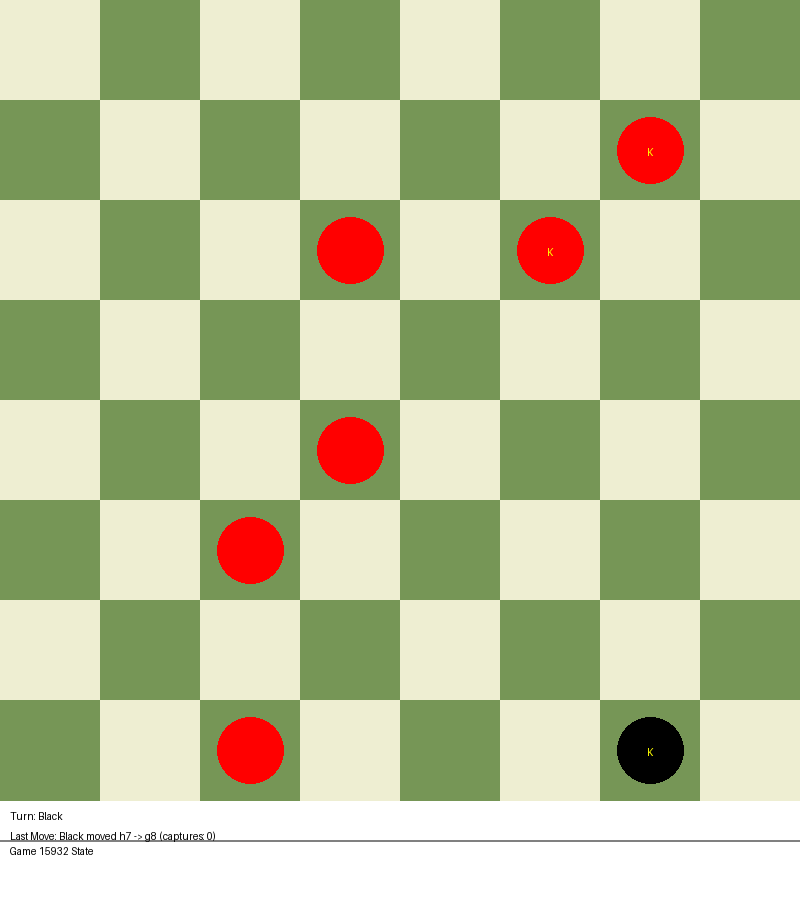 K
K
K
Turn: Black
Last Move: Black moved h7 -> g8 (captures: 0)
Game 15932 State